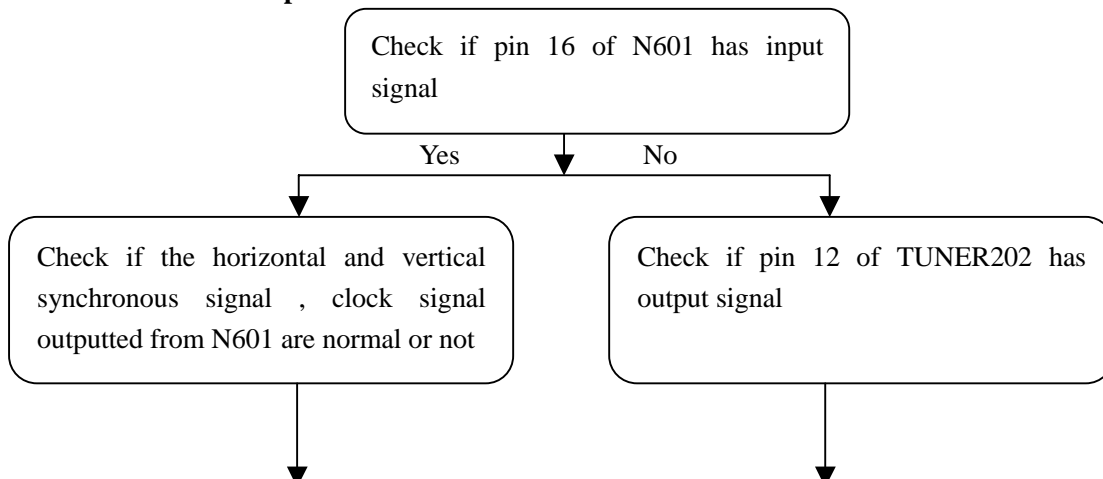 Check if pin 16 of N601 has input
signal
Yes
No
Check if the horizontal and vertical
synchronous signal , clock signal
outputted from N601 are normal or not
Check if pin 12 of TUNER202 has
output signal